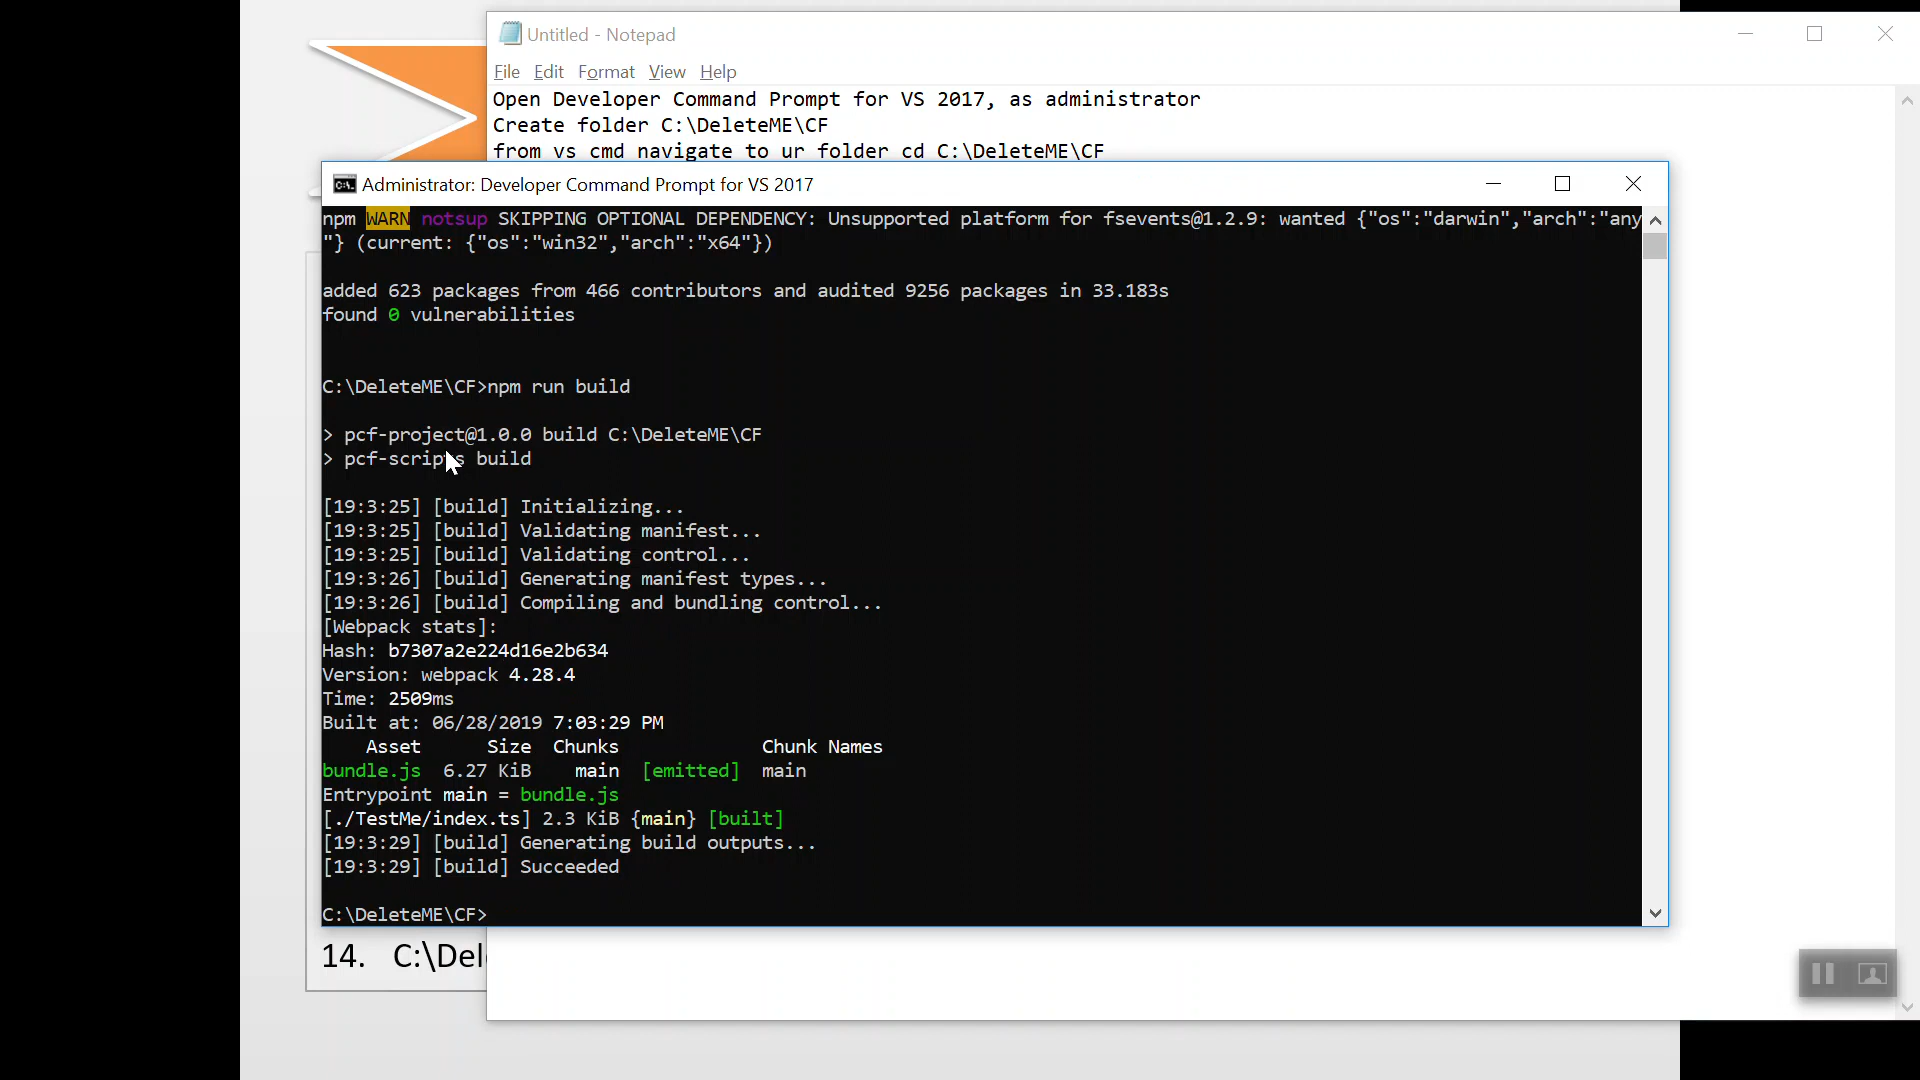 Untitled - Notepad
File Edit Format View Help
Open Developer Command Prompt for VS 2017, as administrator
Create folder C:\DeleteME\CF
from vs cmd navigate to ur folder cd C:\DeleteME\CF
Administrator: Developer Command Prompt for VS 2017
npm WARN notsup SKIPPING OPTIONAL DEPENDENCY: Unsupported platform for fsevents@1.2.9: wanted {"os":"darwin","arch":"any
"} (current: {"os":"win32","arch":"x64"})
added 623 packages from 466 contributors and audited 9256 packages in 33.183s
found 0 vulnerabilities
C:\DeleteME\CF>npm run build
> pcf-project@1.0.0 build C:\DeleteME\CF
> pcf-scripts build
[19:3:25] [build] Initializing...
[19:3:25] [build] Validating manifest...
[19:3:25] [build] Validating control...
[19:3:26] [build] Generating manifest types...
[19:3:26] [build] Compiling and bundling control...
[Webpack stats]:
Hash: b7307a2e224d16e2b634
Version: webpack 4.28.4
Time: 2509ms
Built at: 06/28/2019 7:03:29 PM
Asset Size Chunks Chunk Names
bundle.js 6.27 KiB main [emitted] main
Entrypoint main = bundle.js
[./TestMe/index.ts] 2.3 KiB {main} [built]
[19:3:29] [build] Generating build outputs...
[19:3:29] [build] Succeeded
C:\DeleteME\CF>
14. C:\Del